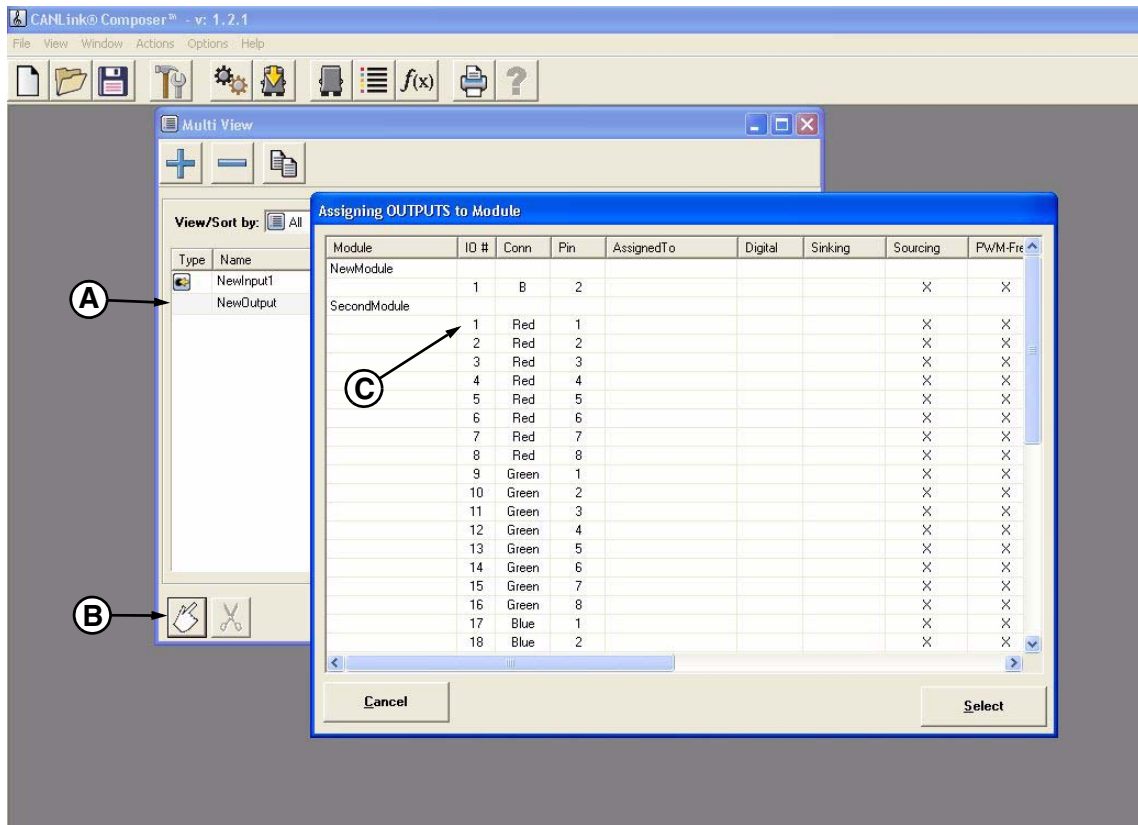 CANLink® Composer™ - v: 1.2.1
File View Window Actions Options Help
f(x) ?
Multi View
View/Sort by: All
Type Name
NewInput1
NewOutput
A
B
C
Assigning OUTPUTS to Module
Module IO # Conn Pin AssignedTo Digital Sinking Sourcing PWM-Fre
NewModule
1 B 2 X X
SecondModule
1 Red 1 X X
2 Red 2 X X
3 Red 3 X X
4 Red 4 X X
5 Red 5 X X
6 Red 6 X X
7 Red 7 X X
8 Red 8 X X
9 Green 1 X X
10 Green 2 X X
11 Green 3 X X
12 Green 4 X X
13 Green 5 X X
14 Green 6 X X
15 Green 7 X X
16 Green 8 X X
17 Blue 1 X X
18 Blue 2 X X
Cancel Select